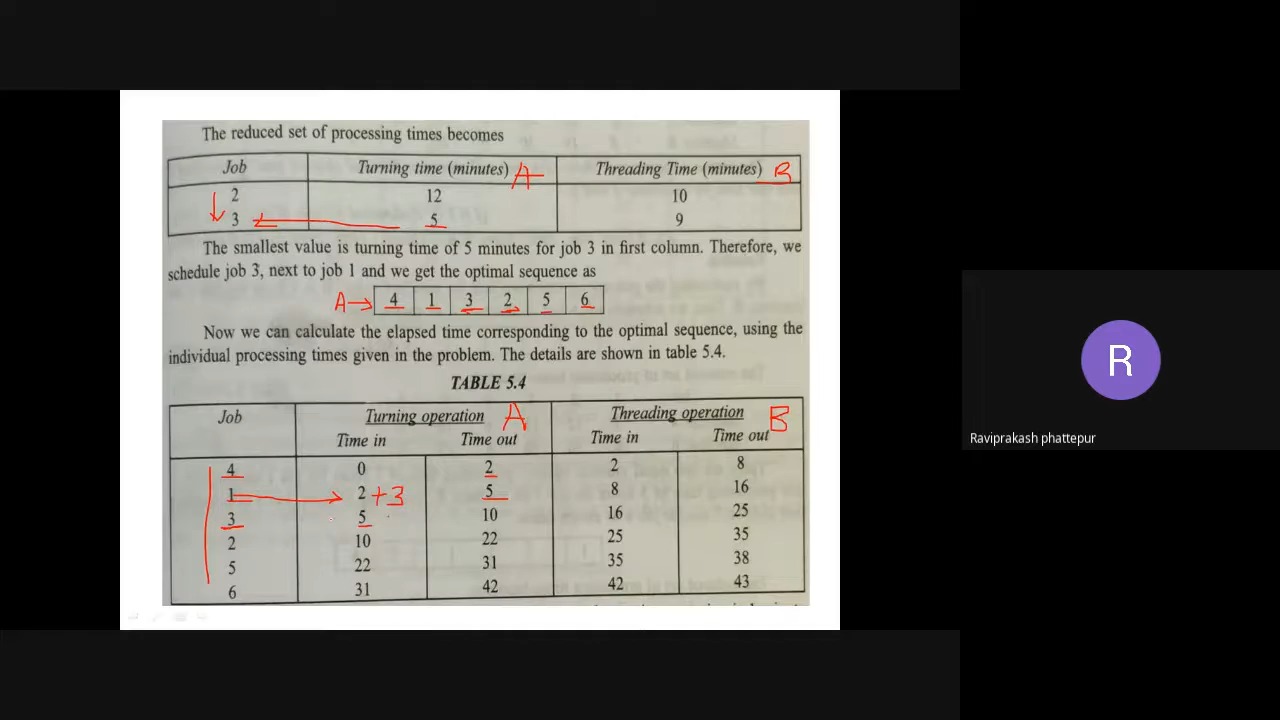 The reduced set of processing times becomes
Job Turning time (minutes) A Threading Time (minutes) B
2 12 10
3 5 9
The smallest value is turning time of 5 minutes for job 3 in first column. Therefore, we
schedule job 3, next to job 1 and we get the optimal sequence as
A→ 4 1 3 2 5 6
Now we can calculate the elapsed time corresponding to the optimal sequence, using the
individual processing times given in the problem. The details are shown in table 5.4.
TABLE 5.4
Job Turning operation A Threading operation B
Time in Time out Time in Time out
4 0 2 2 8
1 2 +3 5 8 16
3 5 10 16 25
2 10 22 25 35
5 22 31 35 38
6 31 42 42 43
R
Raviprakash phattepur